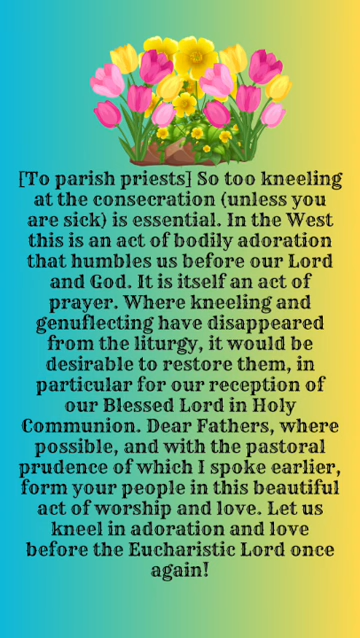 [To parish priests] So too kneeling
at the consecration (unless you
are sick) is essential. In the West
this is an act of bodily adoration
that humbles us before our Lord
and God. It is itself an act of
prayer. Where kneeling and
genuflecting have disappeared
from the liturgy, it would be
desirable to restore them, in
particular for our reception of
our Blessed Lord in Holy
Communion. Dear Fathers, where
possible, and with the pastoral
prudence of which I spoke earlier,
form your people in this beautiful
act of worship and love. Let us
kneel in adoration and love
before the Eucharistic Lord once
again!